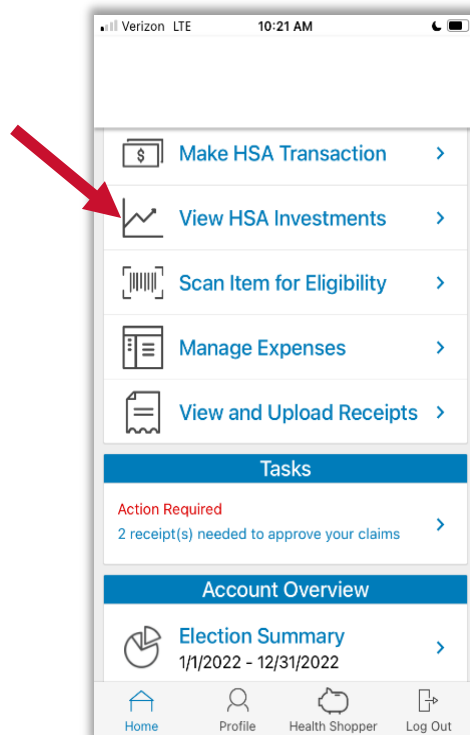 Verizon LTE 10:21 AM
$ Make HSA Transaction
View HSA Investments
Scan Item for Eligibility
Manage Expenses
View and Upload Receipts
Tasks
Action Required
2 receipt(s) needed to approve your claims
Account Overview
Election Summary
1/1/2022 - 12/31/2022
Home Profile Health Shopper Log Out